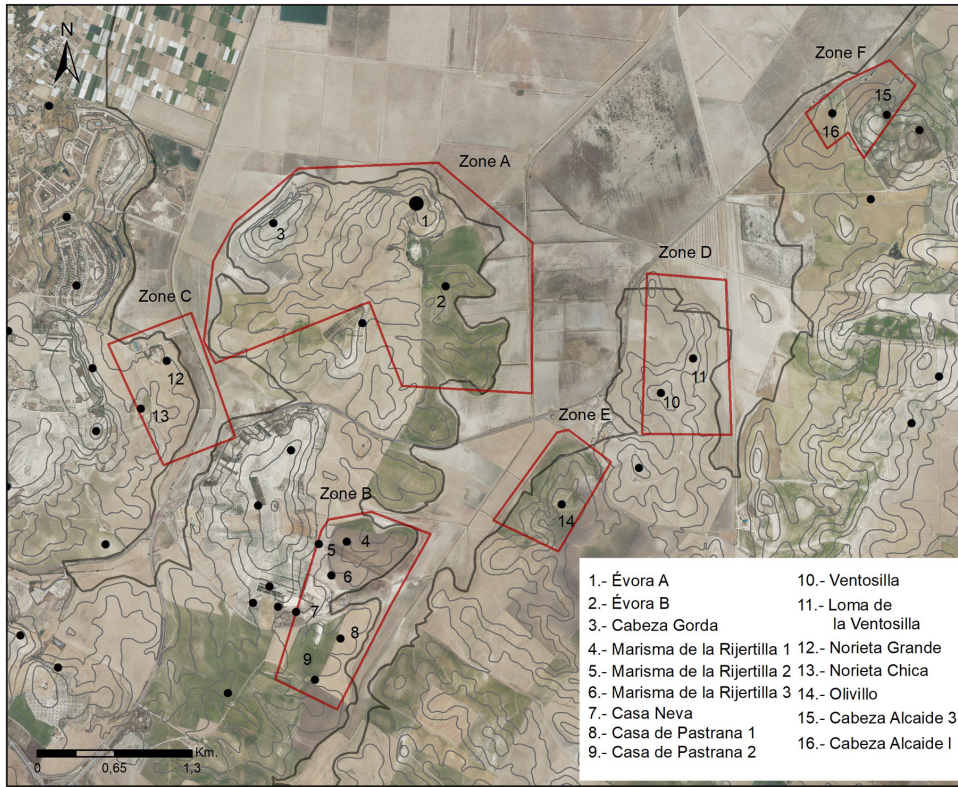 N
Zone F
15
16
Zone A
1
3
Zone D
2
Zone C
12
11
13
10
Zone E
Zone B
14
5
4
6
7
8
9
1.- Évora A
2.- Évora B
3.- Cabeza Gorda
4.- Marisma de la Rijertilla 1
5.- Marisma de la Rijertilla 2
6.- Marisma de la Rijertilla 3
7.- Casa Neva
8.- Casa de Pastrana 1
9.- Casa de Pastrana 2
10.- Ventosilla
11.- Loma de
la Ventosilla
12.- Norieta Grande
13.- Norieta Chica
14.- Olivillo
15.- Cabeza Alcaide 3
16.- Cabeza Alcaide I
Km.
0 0,65 1,3